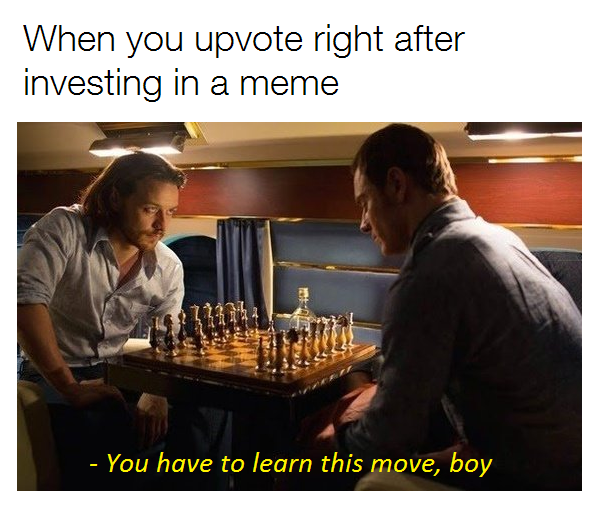 When you upvote right after
investing in a meme
- You have to learn this move, boy